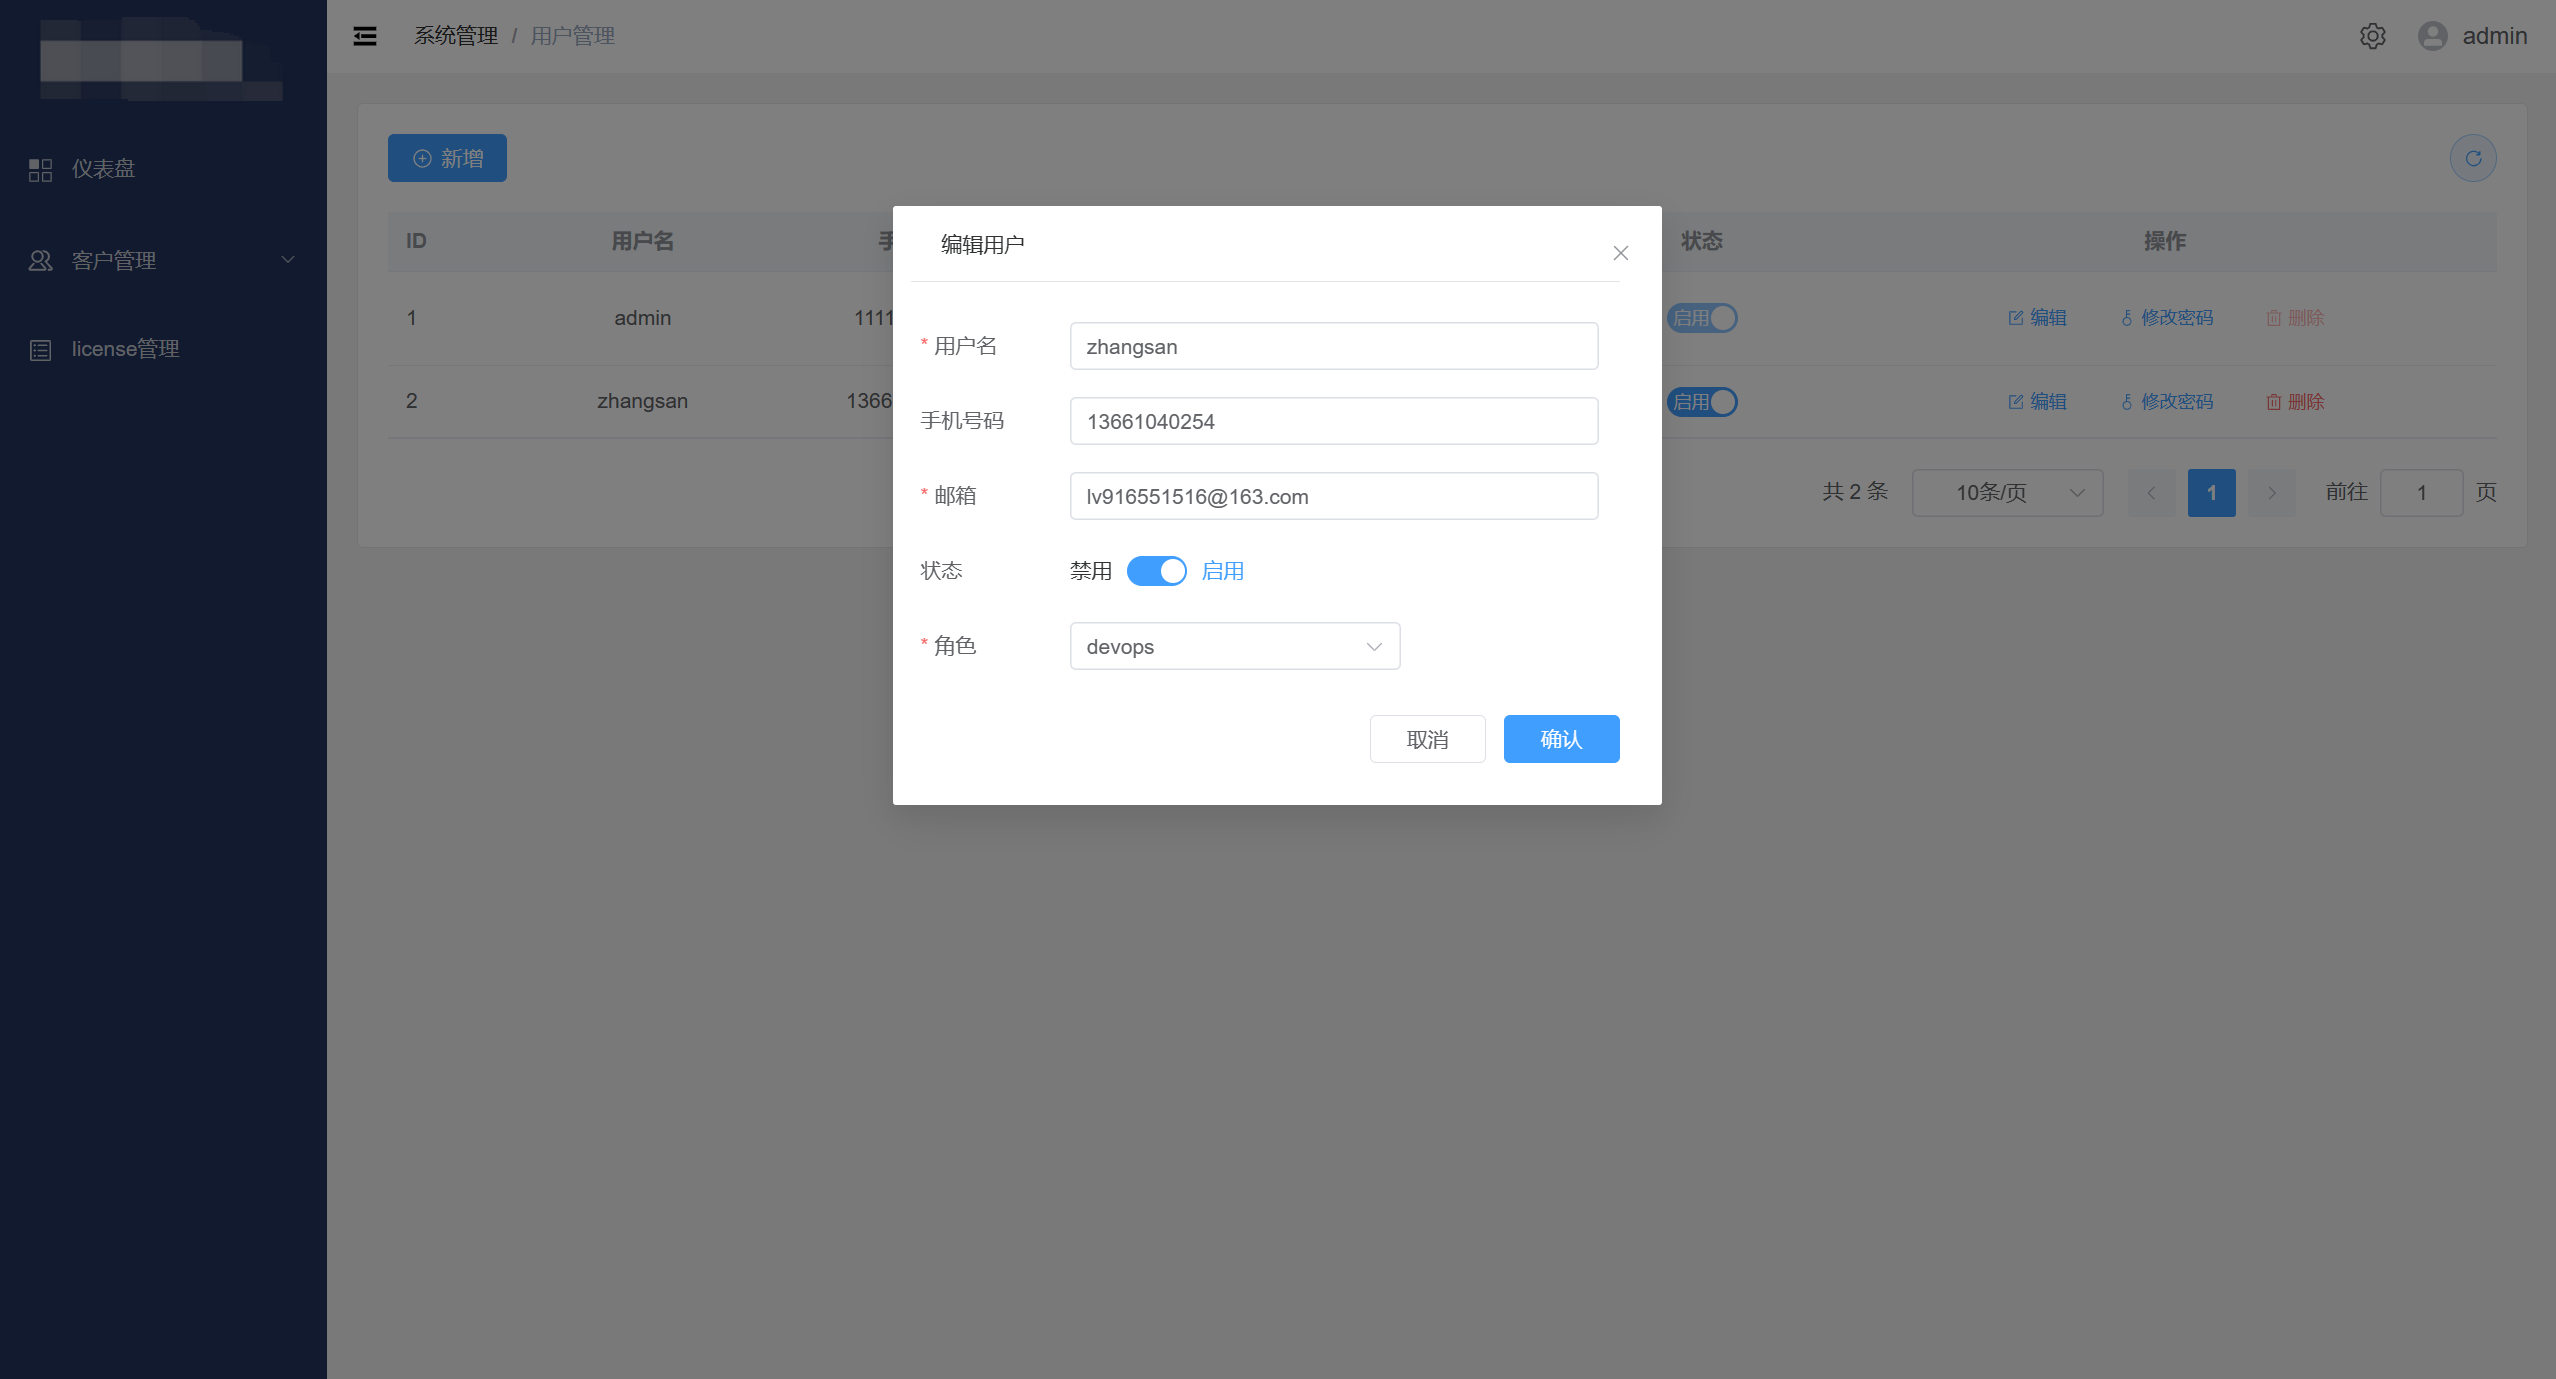 系统管理 / 用户管理
admin
仪表盘
客户管理
license管理
新增
ID 用户名 手 状态 操作
1 admin 1111 启用 编辑 修改密码 删除
2 zhangsan 1366 启用 编辑 修改密码 删除
共 2 条 10条/页 1 前往 1 页
编辑用户
* 用户名 zhangsan
手机号码 13661040254
* 邮箱 lv916551516@163.com
状态 禁用 启用
* 角色 devops
取消 确认